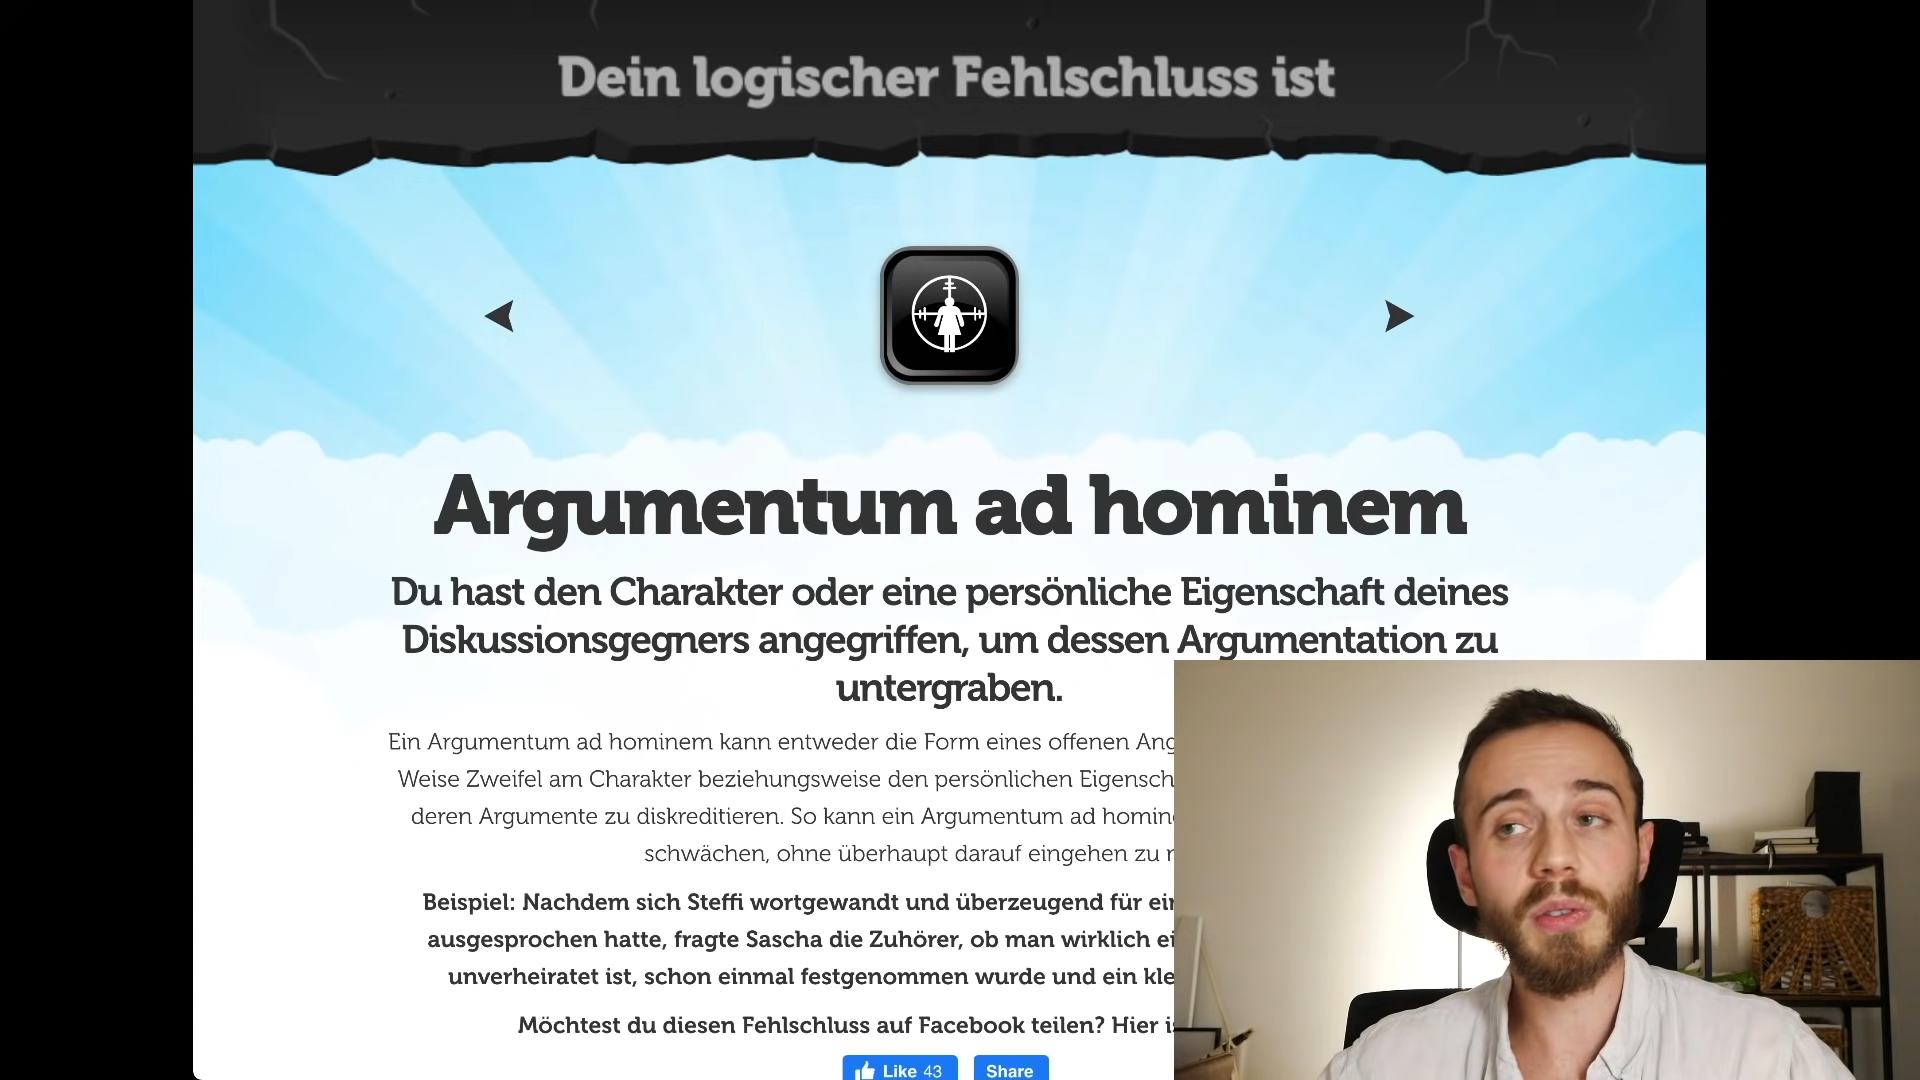 Dein logischer Fehlschluss ist
Argumentum ad hominem
Du hast den Charakter oder eine persönliche Eigenschaft deines
Diskussionsgegners angegriffen, um dessen Argumentation zu
untergraben.
Ein Argumentum ad hominem kann entweder die Form eines offenen
Weise Zweifel am Charakter beziehungsweise den persönlichen
deren Argumente zu diskreditieren. So kann ein Argumentum ad
schwächen, ohne überhaupt darauf eingehen zu
Beispiel: Nachdem sich Steffi wortgewandt und überzeugend für
ausgesprochen hatte, fragte Sascha die Zuhörer, ob man wirklich
unverheiratet ist, schon einmal festgenommen wurde und ein
Möchtest du diesen Fehlschluss auf Facebook teilen? Hier
Like 43 Share